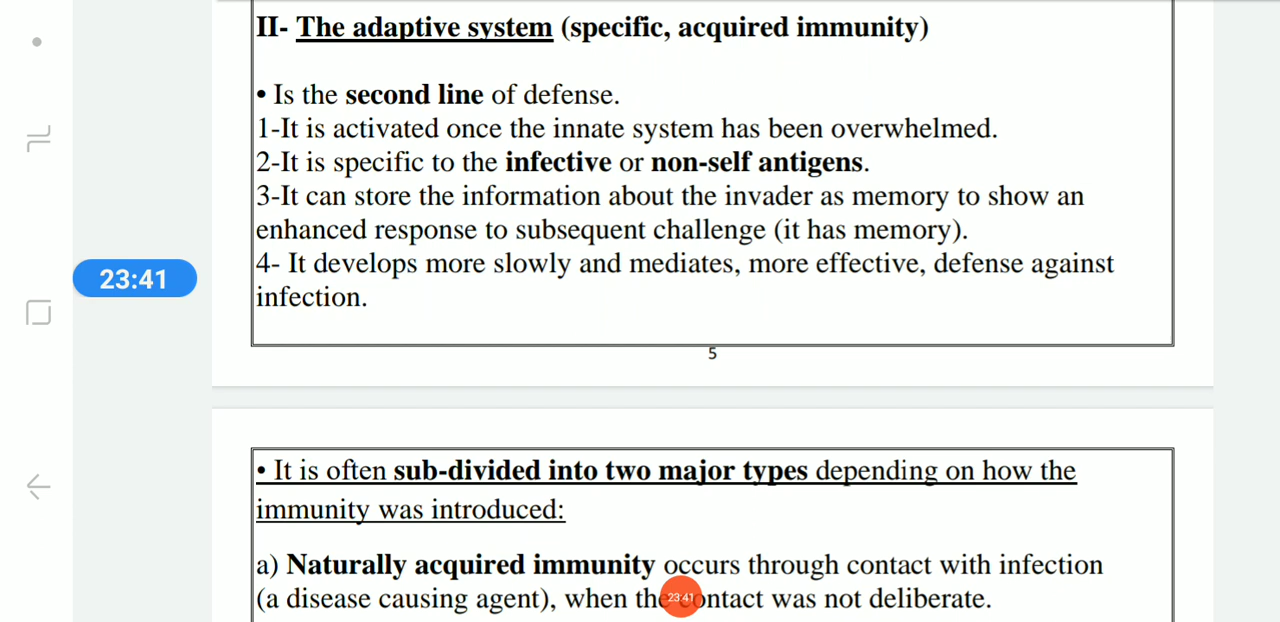 II- The adaptive system (specific, acquired immunity)
• Is the second line of defense.
1-It is activated once the innate system has been overwhelmed.
2-It is specific to the infective or non-self antigens.
3-It can store the information about the invader as memory to show an
enhanced response to subsequent challenge (it has memory).
4- It develops more slowly and mediates, more effective, defense against
infection.
23:41
5
• It is often sub-divided into two major types depending on how the
immunity was introduced:
a) Naturally acquired immunity occurs through contact with infection
(a disease causing agent), when the contact was not deliberate.
23:41